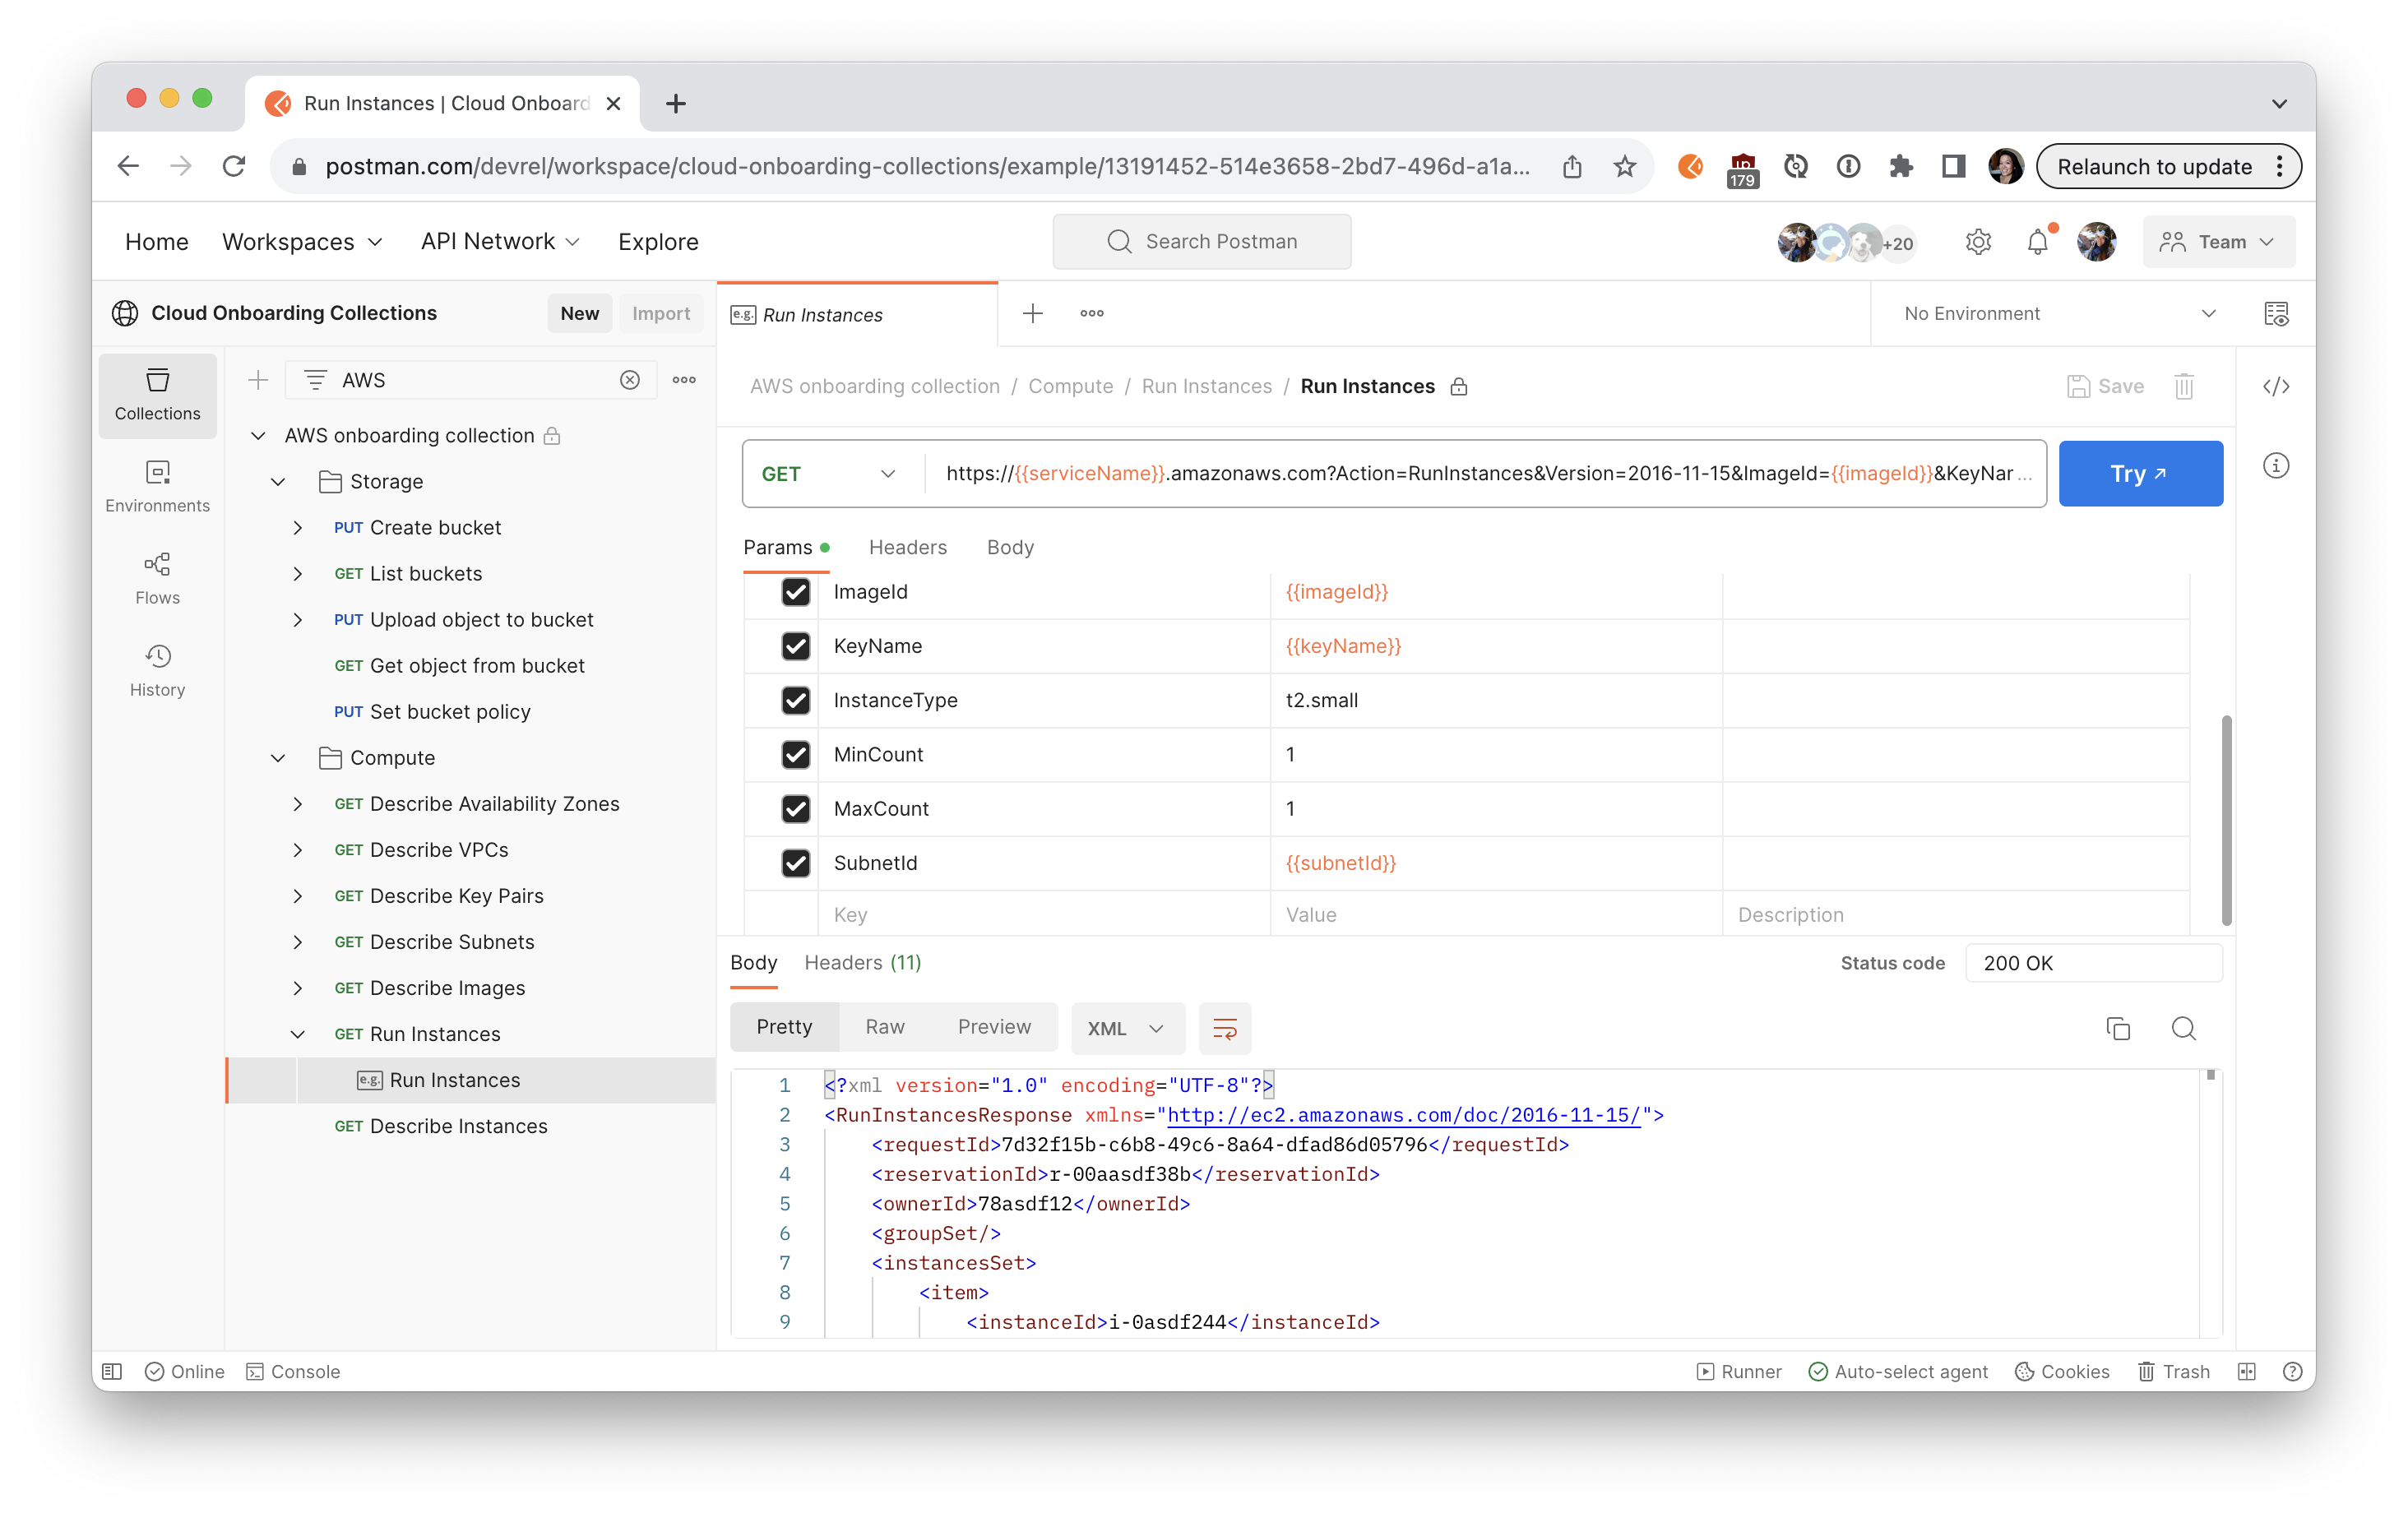 Run Instances | Cloud Onboard
postman.com/devrel/workspace/cloud-onboarding-collections/example/13191452-514e3658-2bd7-496d-a1a...
179
Relaunch to update
Home
Workspaces
API Network
Explore
Search Postman
+20
Team
Cloud Onboarding Collections
New
Import
e.g. Run Instances
No Environment
Collections
Environments
Flows
History
AWS
AWS onboarding collection
Storage
PUT Create bucket
GET List buckets
PUT Upload object to bucket
GET Get object from bucket
PUT Set bucket policy
Compute
GET Describe Availability Zones
GET Describe VPCs
GET Describe Key Pairs
GET Describe Subnets
GET Describe Images
GET Run Instances
e.g. Run Instances
GET Describe Instances
AWS onboarding collection / Compute / Run Instances / Run Instances
Save
GET
https://{{serviceName}}.amazonaws.com?Action=RunInstances&Version=2016-11-15&ImageId={{imageId}}&KeyNar ...
Try
Params
Headers
Body
ImageId {{imageId}}
KeyName {{keyName}}
InstanceType t2.small
MinCount 1
MaxCount 1
SubnetId {{subnetId}}
Key Value Description
Body
Headers (11)
Status code
200 OK
Pretty
Raw
Preview
XML
1 <?xml version="1.0" encoding="UTF-8"?>
2 <RunInstancesResponse xmlns="http://ec2.amazonaws.com/doc/2016-11-15/">
3 <requestId>7d32f15b-c6b8-49c6-8a64-dfad86d05796</requestId>
4 <reservationId>r-00aasdf38b</reservationId>
5 <ownerId>78asdf12</ownerId>
6 <groupSet/>
7 <instancesSet>
8 <item>
9 <instanceId>i-0asdf244</instanceId>
Online
Console
Runner
Auto-select agent
Cookies
Trash